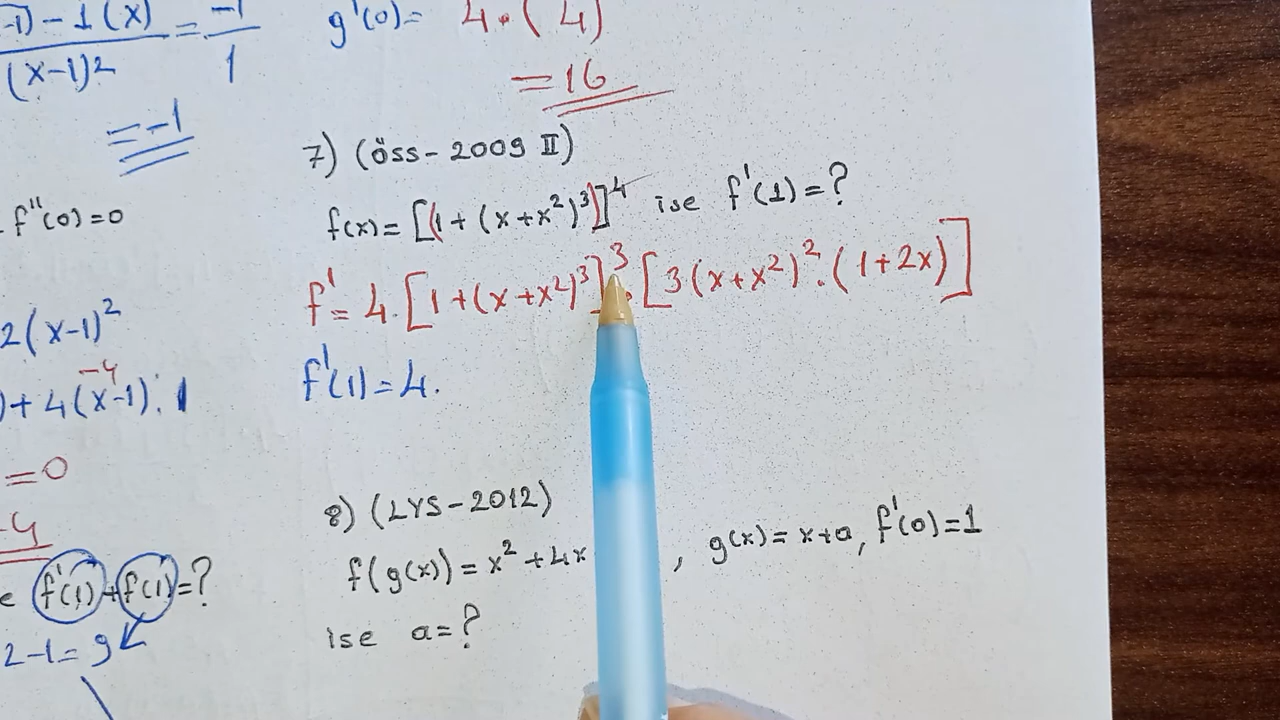 -1) - 1(x) / (x-1)² = -1/1
= -1
f''(0)=0
2(x-1)²
)+4(x-1).1
-4
=0
-4
f'(1)+f(1)=?
2-1=9
g'(0)= 4.(4)
=16
7) (öss-2009 II)
f(x)=[1+(x+x²)³]⁴ ise f'(1)=?
f'=4.[1+(x+x²)³]³.[3(x+x²)².(1+2x)]
f'(1)=4.
8) (LYS-2012)
f(g(x))=x²+4x , g(x)=x+a, f'(0)=1
ise a=?